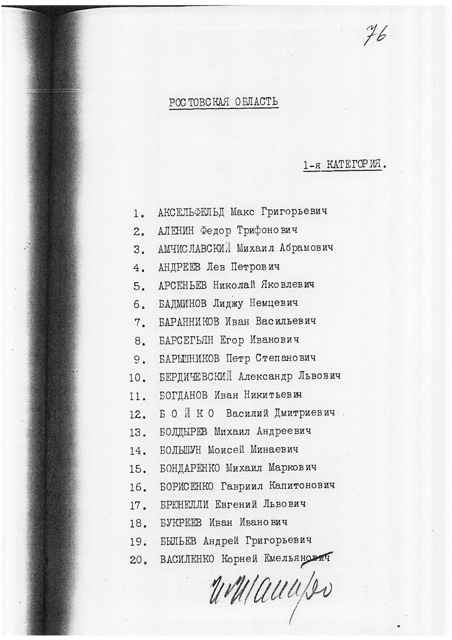 76
РОСТОВСКАЯ ОБЛАСТЬ
1-я КАТЕГОРИЯ.
1. АКСЕЛЬФЕЛЬД Макс Григорьевич
2. АЛЕНИН Федор Трифонович
3. АМЧИСЛАВСКИЙ Михаил Абрамович
4. АНДРЕЕВ Лев Петрович
5. АРСЕНЬЕВ Николай Яковлевич
6. БАДМИНОВ Лиджу Немцевич
7. БАРАННИКОВ Иван Васильевич
8. БАРСЕГЬЯН Егор Иванович
9. БАРЫШНИКОВ Петр Степанович
10. БЕРДИЧЕВСКИЙ Александр Львович
11. БОГДАНОВ Иван Никитьевич
12. Б О Й К О Василий Дмитриевич
13. БОЛДЫРЕВ Михаил Андреевич
14. БОЛЬШУН Моисей Минаевич
15. БОНДАРЕНКО Михаил Маркович
16. БОРИСЕНКО Гавриил Капитонович
17. БРЮНЕЛЛИ Евгений Львович
18. БУКРЕЕВ Иван Иванович
19. БЫЛЬЕВ Андрей Григорьевич
20. ВАСИЛЕНКО Корней Емельянович